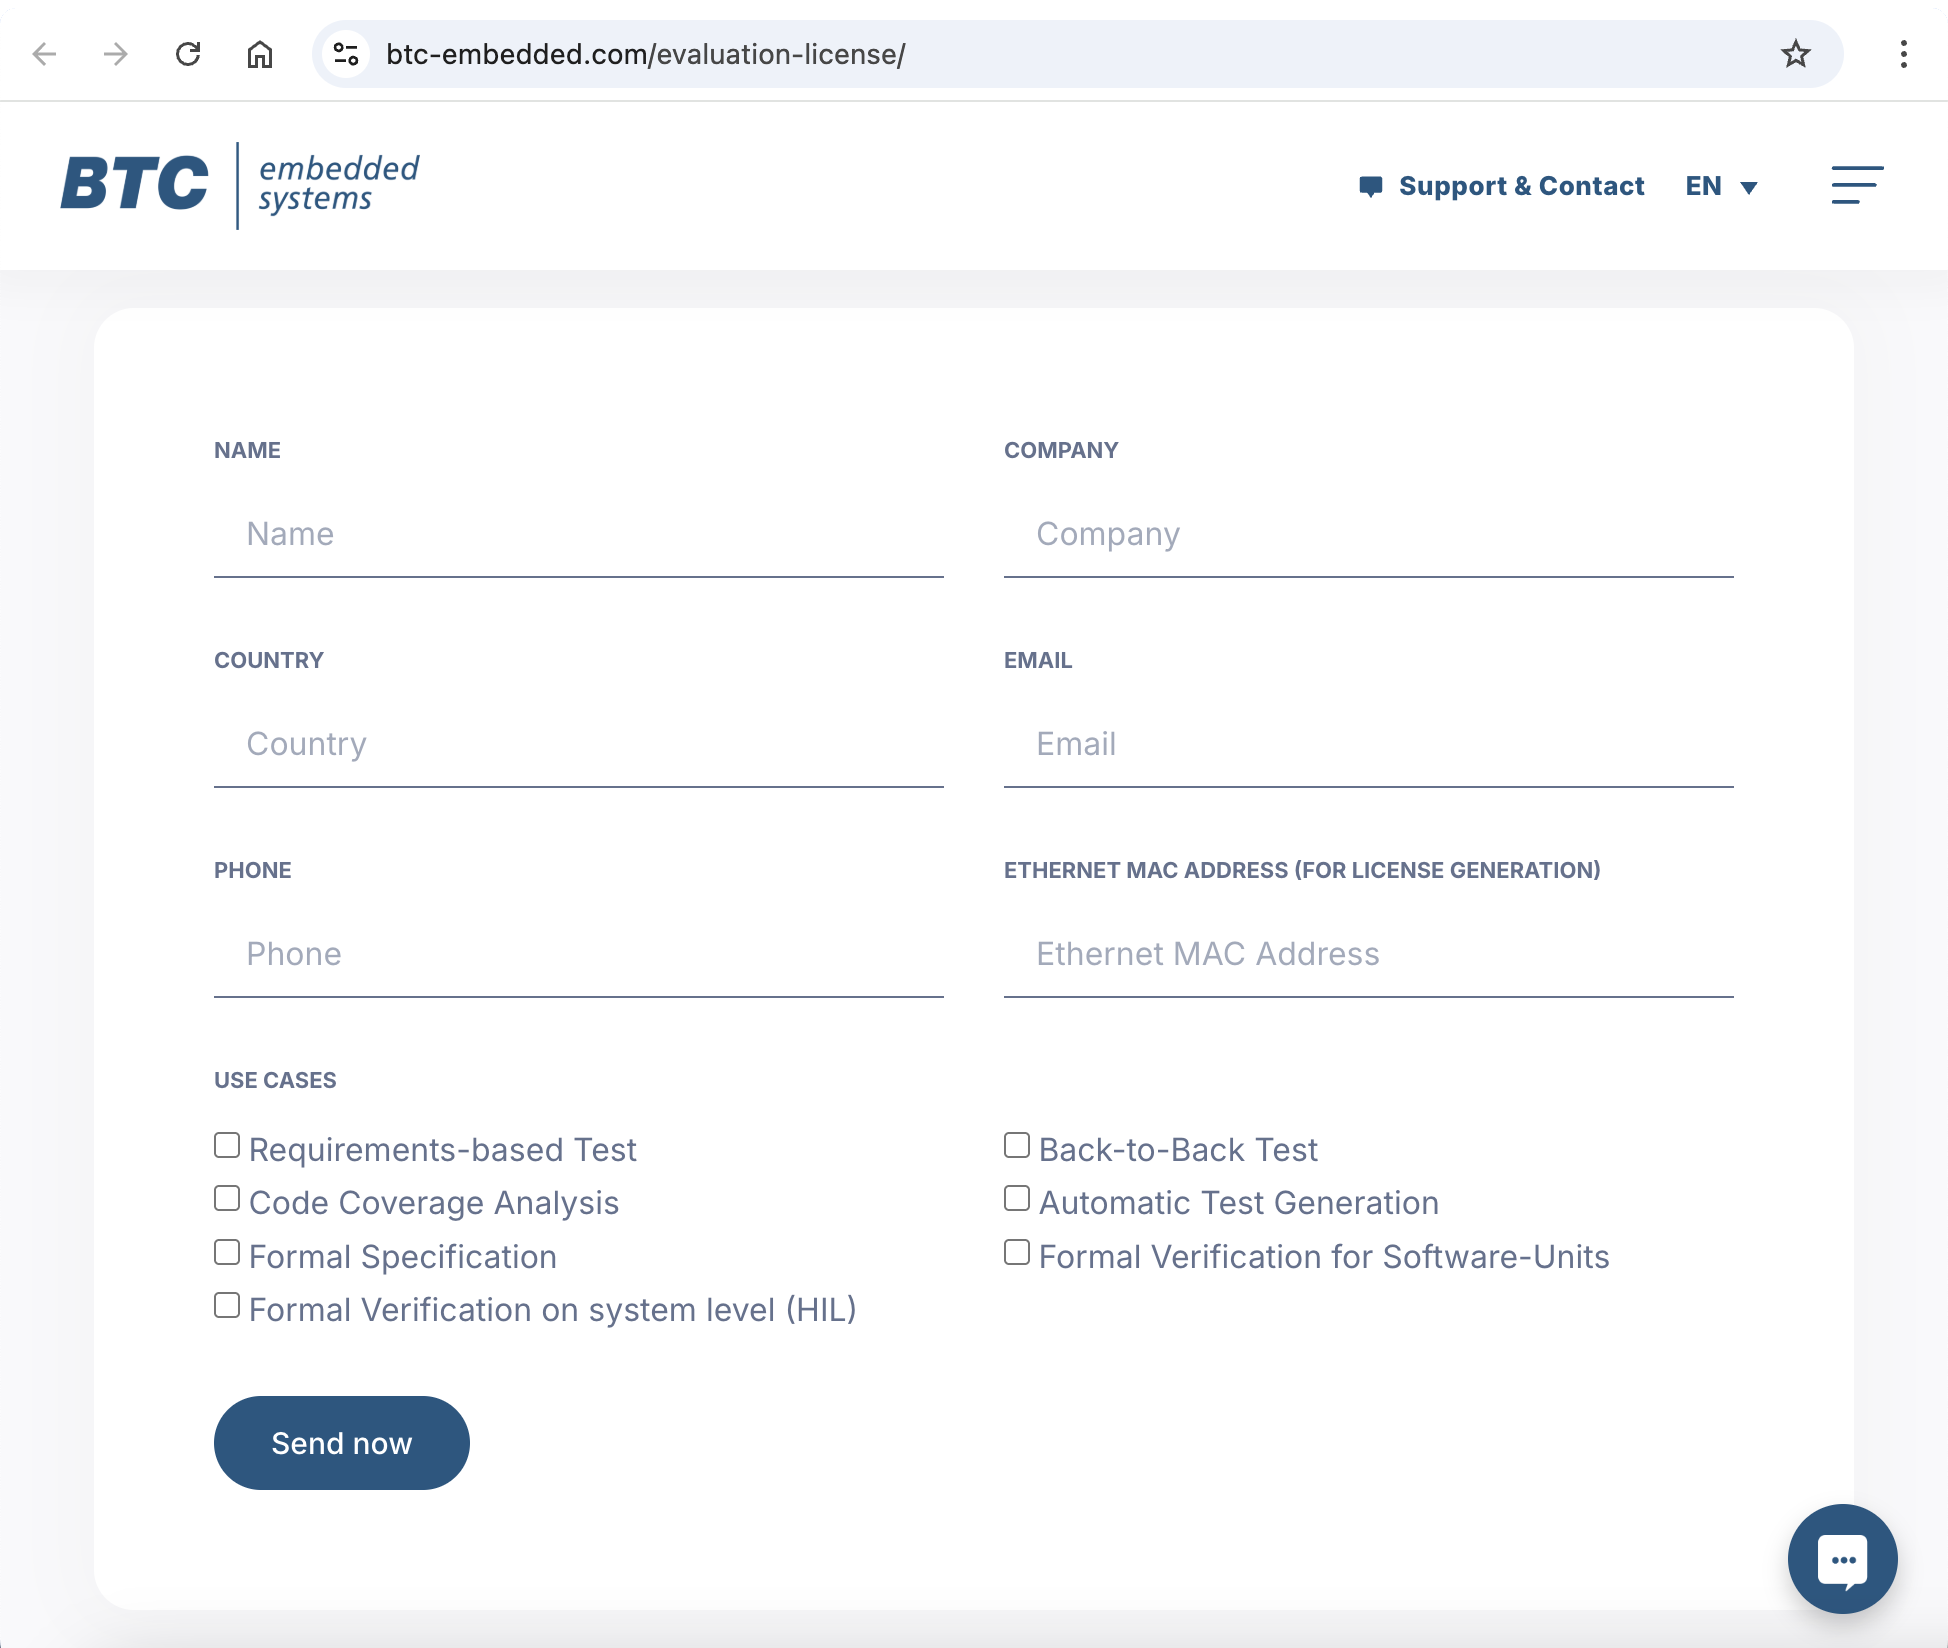 btc-embedded.com/evaluation-license/
BTC embedded
systems
Support & Contact EN
NAME COMPANY
Name Company
COUNTRY EMAIL
Country Email
PHONE ETHERNET MAC ADDRESS (FOR LICENSE GENERATION)
Phone Ethernet MAC Address
USE CASES
Requirements-based Test Back-to-Back Test
Code Coverage Analysis Automatic Test Generation
Formal Specification Formal Verification for Software-Units
Formal Verification on system level (HIL)
Send now